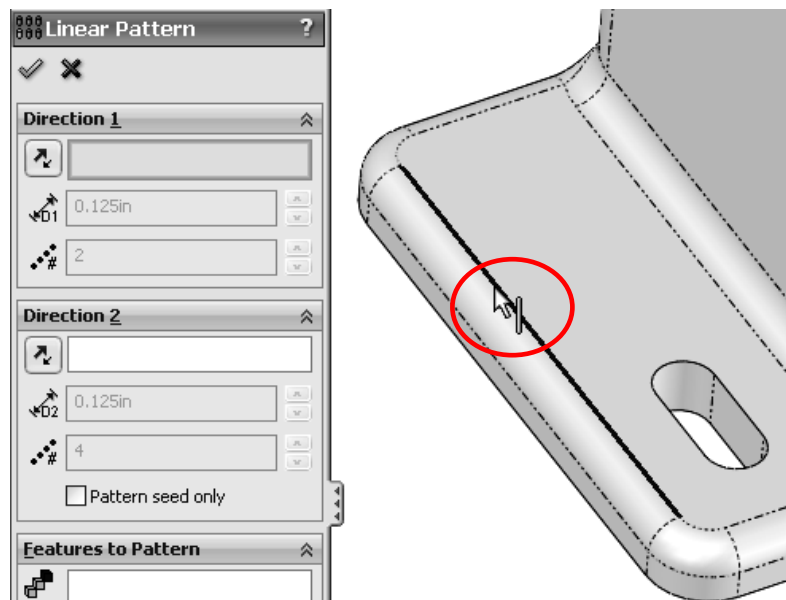 Linear Pattern ?
Direction 1
D1 0.125in
# 2
Direction 2
D2 0.125in
# 4
Pattern seed only
Features to Pattern